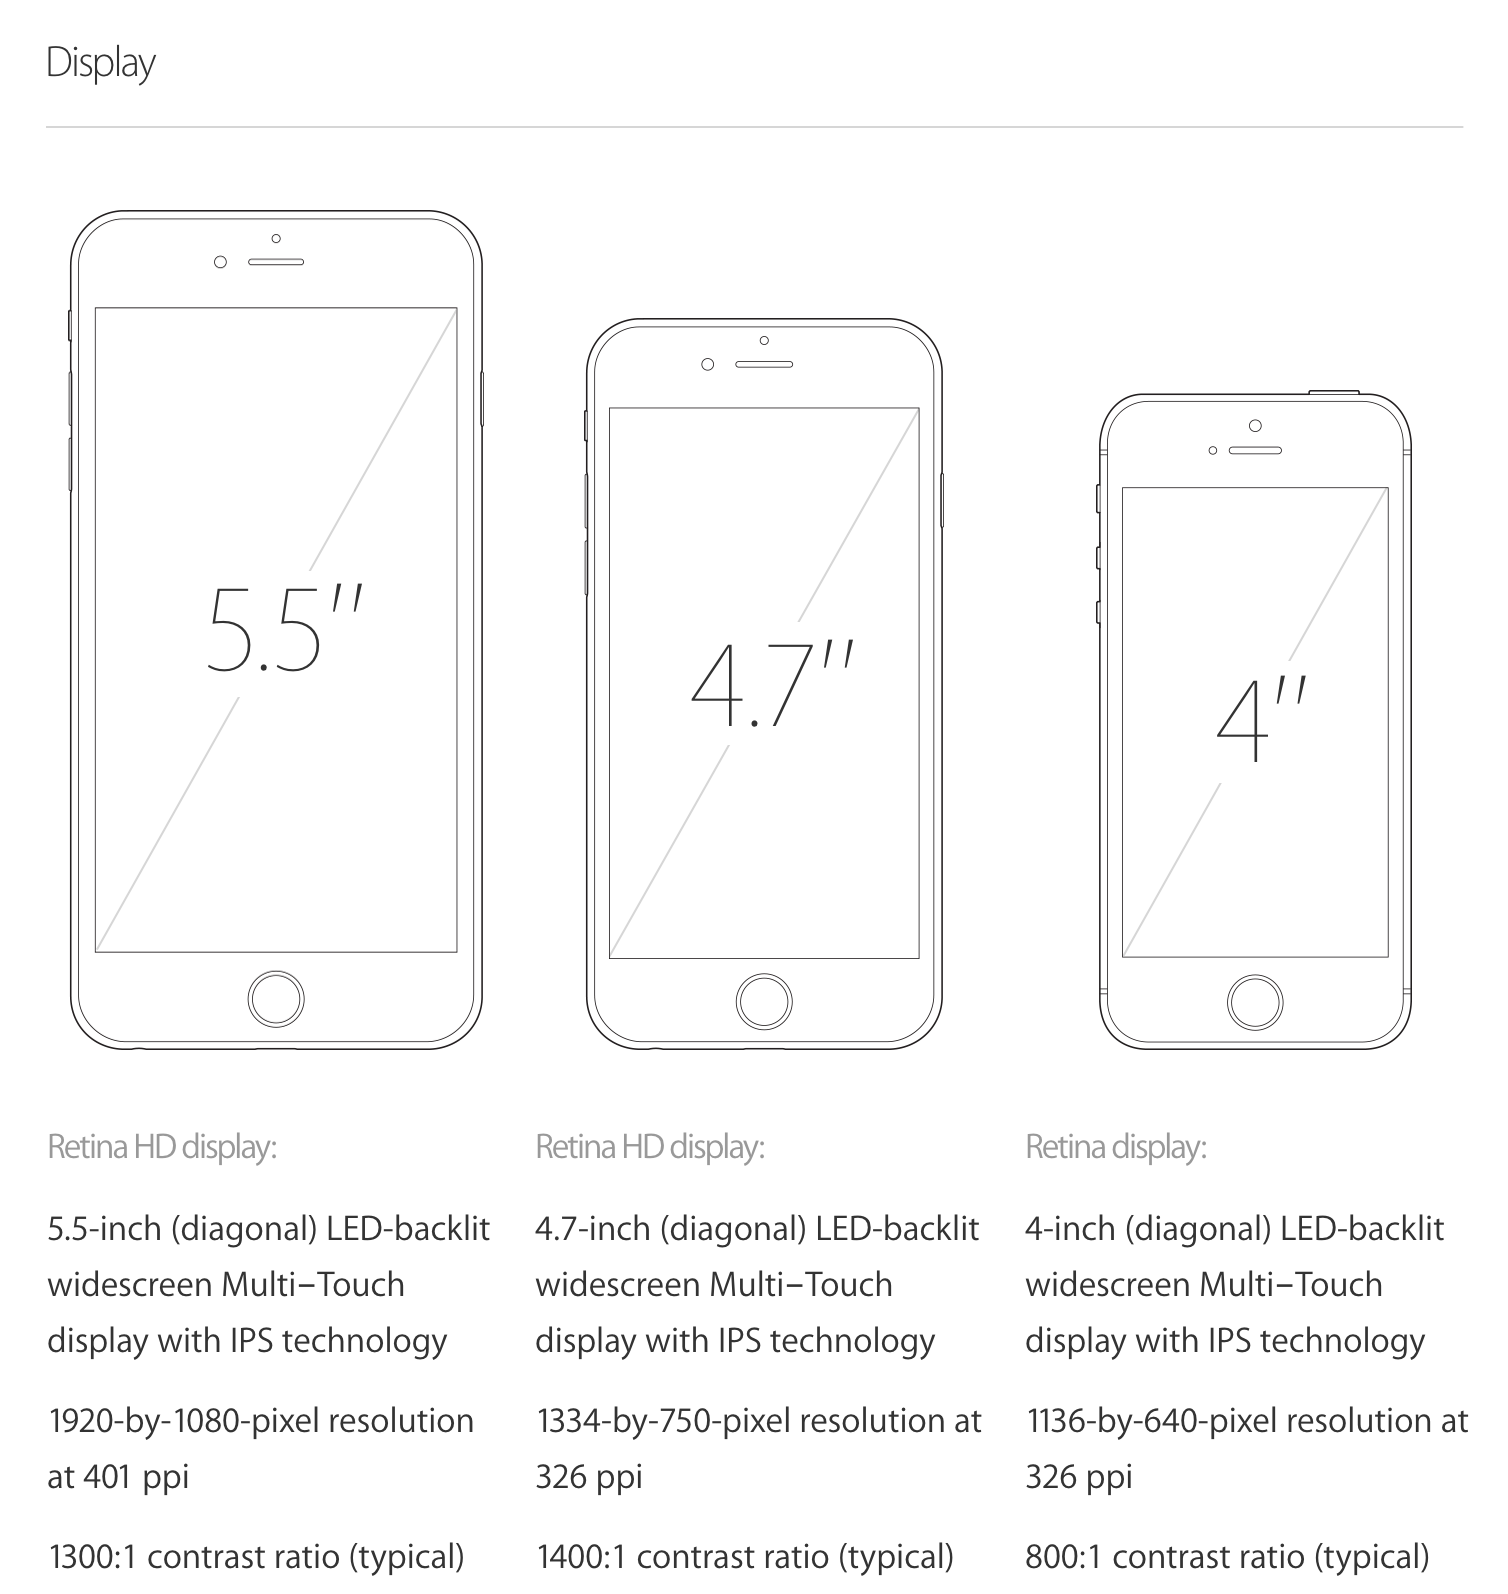 Display
5.5"
4.7"
4"
Retina HD display:
5.5-inch (diagonal) LED-backlit
widescreen Multi–Touch
display with IPS technology
1920-by-1080-pixel resolution
at 401 ppi
1300:1 contrast ratio (typical)
Retina HD display:
4.7-inch (diagonal) LED-backlit
widescreen Multi–Touch
display with IPS technology
1334-by-750-pixel resolution at
326 ppi
1400:1 contrast ratio (typical)
Retina display:
4-inch (diagonal) LED-backlit
widescreen Multi–Touch
display with IPS technology
1136-by-640-pixel resolution at
326 ppi
800:1 contrast ratio (typical)